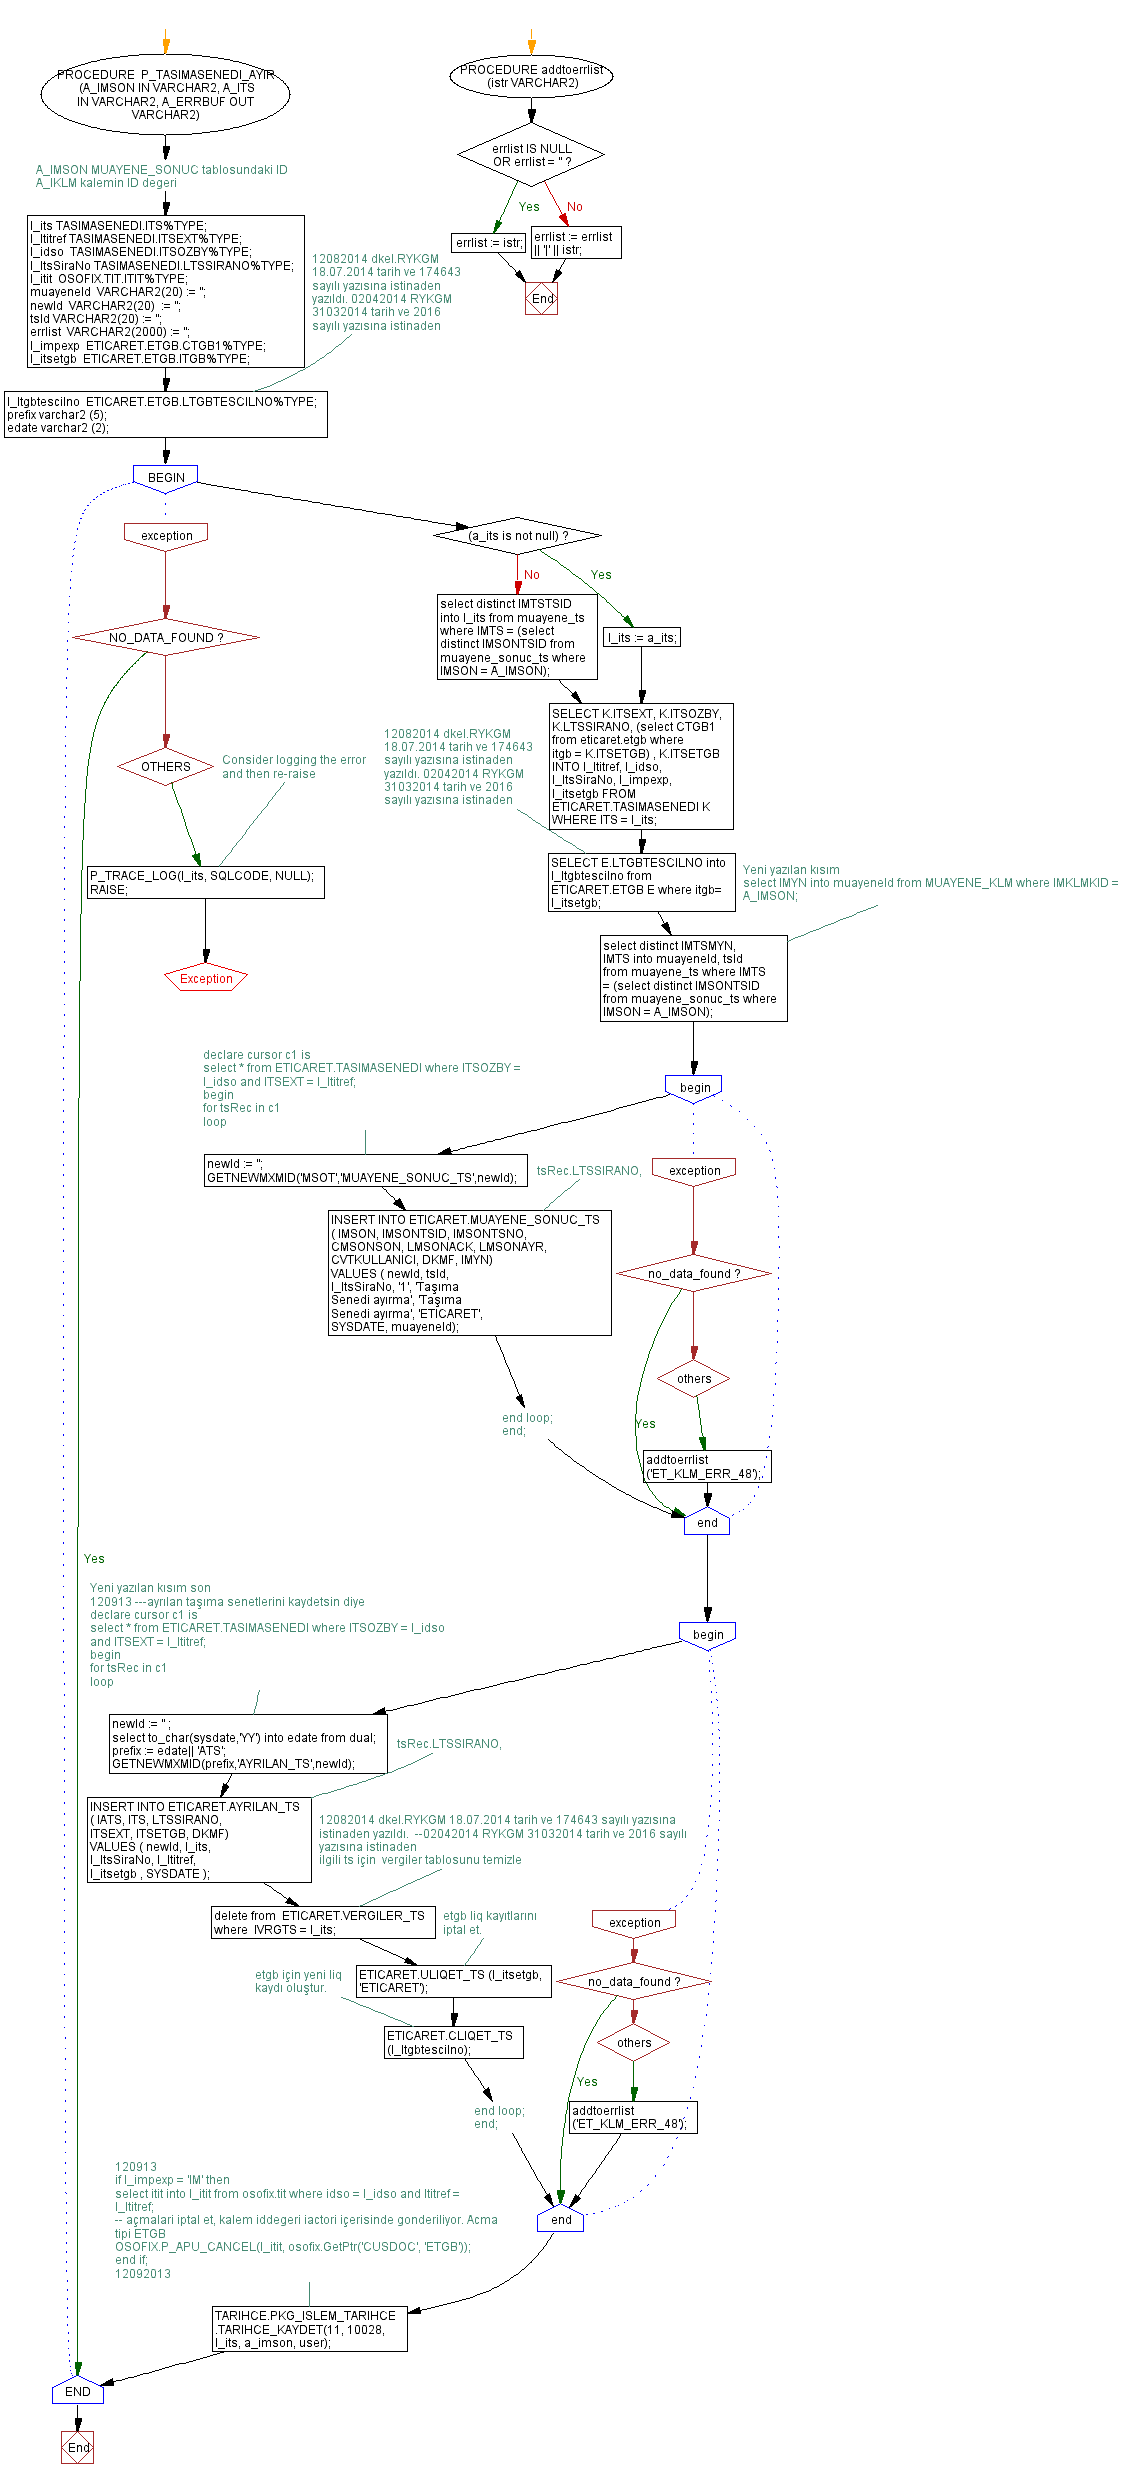 PROCEDURE P_TASIMASENEDI_AYIR
(A_IMSON IN VARCHAR2, A_ITS
IN VARCHAR2, A_ERRBUF OUT
VARCHAR2)
PROCEDURE addtoerrlist
(istr VARCHAR2)
errlist IS NULL
OR errlist = '' ?
Yes
No
errlist := istr;
errlist := errlist
|| '|' || istr;
End
A_IMSON MUAYENE_SONUC tablosundaki ID
A_IKLM kalemin ID degeri
l_its TASIMASENEDI.ITS%TYPE;
l_ltitref TASIMASENEDI.ITSEXT%TYPE;
l_idso TASIMASENEDI.ITSOZBY%TYPE;
l_ltsSiraNo TASIMASENEDI.LTSSIRANO%TYPE;
l_itit OSOFIX.TIT.ITIT%TYPE;
muayeneId VARCHAR2(20) := '';
newId VARCHAR2(20) := '';
tsId VARCHAR2(20) := '';
errlist VARCHAR2(2000) := '';
l_impexp ETICARET.ETGB.CTGB1%TYPE;
l_itsetgb ETICARET.ETGB.ITGB%TYPE;
12082014 dkel.RYKGM
18.07.2014 tarih ve 174643
sayılı yazısına istinaden
yazıldı. 02042014 RYKGM
31032014 tarih ve 2016
sayılı yazısına istinaden
l_ltgbtescilno ETICARET.ETGB.LTGBTESCILNO%TYPE;
prefix varchar2 (5);
edate varchar2 (2);
BEGIN
exception
NO_DATA_FOUND ?
OTHERS
Consider logging the error
and then re-raise
P_TRACE_LOG(l_its, SQLCODE, NULL);
RAISE;
Exception
(a_its is not null) ?
No
Yes
select distinct IMTSTSID
into l_its from muayene_ts
where IMTS = (select
distinct IMSONTSID from
muayene_sonuc_ts where
IMSON = A_IMSON);
l_its := a_its;
SELECT K.ITSEXT, K.ITSOZBY,
K.LTSSIRANO, (select CTGB1
from eticaret.etgb where
itgb = K.ITSETGB) , K.ITSETGB
INTO l_ltitref, l_idso,
l_ltsSiraNo, l_impexp,
l_itsetgb FROM
ETICARET.TASIMASENEDI K
WHERE ITS = l_its;
12082014 dkel.RYKGM
18.07.2014 tarih ve 174643
sayılı yazısına istinaden
yazıldı. 02042014 RYKGM
31032014 tarih ve 2016
sayılı yazısına istinaden
SELECT E.LTGBTESCILNO into
l_ltgbtescilno from
ETICARET.ETGB E where itgb=
l_itsetgb;
Yeni yazılan kısım
select IMYN into muayeneId from MUAYENE_KLM where IMKLMKID =
A_IMSON;
select distinct IMTSMYN,
IMTS into muayeneId, tsId
from muayene_ts where IMTS
= (select distinct IMSONTSID
from muayene_sonuc_ts where
IMSON = A_IMSON);
begin
declare cursor c1 is
select * from ETICARET.TASIMASENEDI where ITSOZBY =
l_idso and ITSEXT = l_ltitref;
begin
for tsRec in c1
loop
newId := '';
GETNEWMXMID('MSOT','MUAYENE_SONUC_TS',newId);
tsRec.LTSSIRANO,
INSERT INTO ETICARET.MUAYENE_SONUC_TS
( IMSON, IMSONTSID, IMSONTSNO,
CMSONSON, LMSONACK, LMSONAYR,
CVTKULLANICI, DKMF, IMYN)
VALUES ( newId, tsId,
l_ltsSiraNo, '1', 'Taşıma
Senedi ayırma', 'Taşıma
Senedi ayırma', 'ETICARET',
SYSDATE, muayeneId);
end loop;
end;
exception
no_data_found ?
others
Yes
addtoerrlist
('ET_KLM_ERR_48');
end
Yes
begin
Yeni yazılan kısım son
120913 ---ayrılan taşıma senetlerini kaydetsin diye
declare cursor c1 is
select * from ETICARET.TASIMASENEDI where ITSOZBY = l_idso
and ITSEXT = l_ltitref;
begin
for tsRec in c1
loop
newId := '' ;
select to_char(sysdate,'YY') into edate from dual;
prefix := edate|| 'ATS';
GETNEWMXMID(prefix,'AYRILAN_TS',newId);
tsRec.LTSSIRANO,
INSERT INTO ETICARET.AYRILAN_TS
( IATS, ITS, LTSSIRANO,
ITSEXT, ITSETGB, DKMF)
VALUES ( newId, l_its,
l_ltsSiraNo, l_ltitref,
l_itsetgb , SYSDATE );
12082014 dkel.RYKGM 18.07.2014 tarih ve 174643 sayılı yazısına
istinaden yazıldı. --02042014 RYKGM 31032014 tarih ve 2016 sayılı
yazısına istinaden
ilgili ts için vergiler tablosunu temizle
delete from ETICARET.VERGILER_TS
where IVRGTS = l_its;
etgb liq kayıtlarını
iptal et.
ETICARET.ULIQET_TS (l_itsetgb,
'ETICARET');
etgb için yeni liq
kaydı oluştur.
ETICARET.CLIQET_TS
(l_ltgbtescilno);
end loop;
end;
exception
no_data_found ?
others
Yes
addtoerrlist
('ET_KLM_ERR_48');
end
120913
if l_impexp = 'IM' then
select itit into l_itit from osofix.tit where idso = l_idso and ltitref =
l_ltitref;
-- açmalari iptal et, kalem iddegeri iactori içerisinde gonderiliyor. Acma
tipi ETGB
OSOFIX.P_APU_CANCEL(l_itit, osofix.GetPtr('CUSDOC', 'ETGB'));
end if;
12092013
TARIHCE.PKG_ISLEM_TARIHCE
.TARIHCE_KAYDET(11, 10028,
l_its, a_imson, user);
END
End